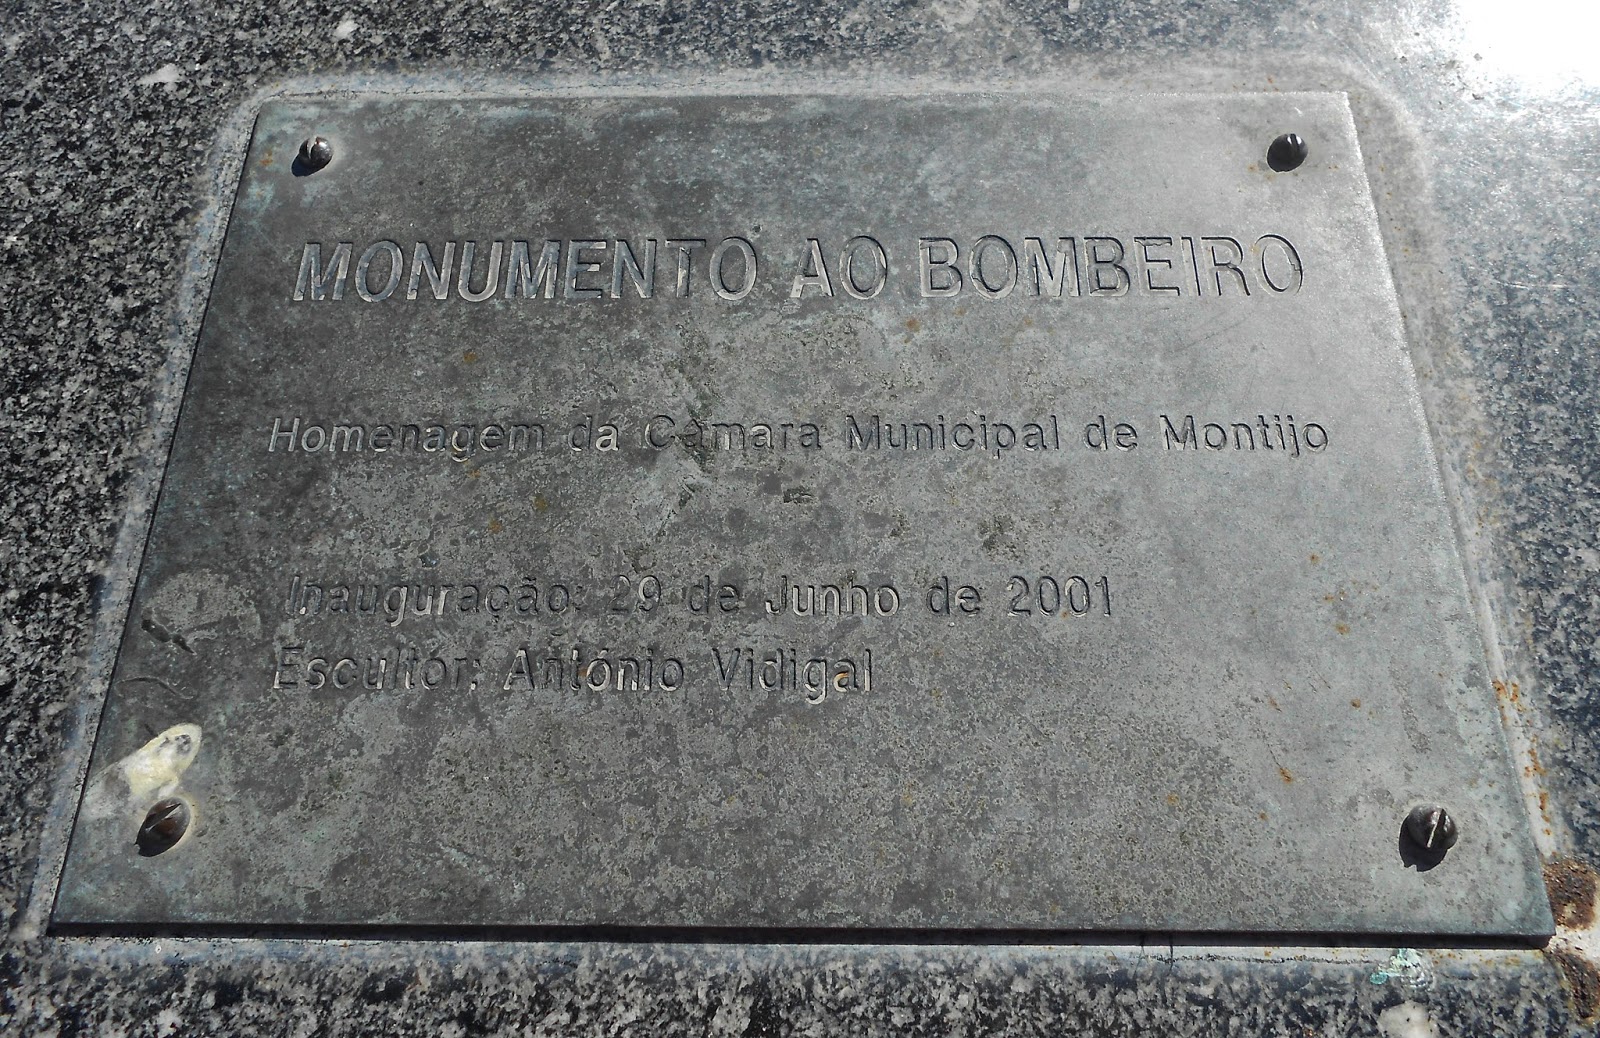 MONUMENTO AO BOMBEIRO
Homenagem da Câmara Municipal de Montijo
Inauguração: 29 de Junho de 2001
Escultor: António Vidigal